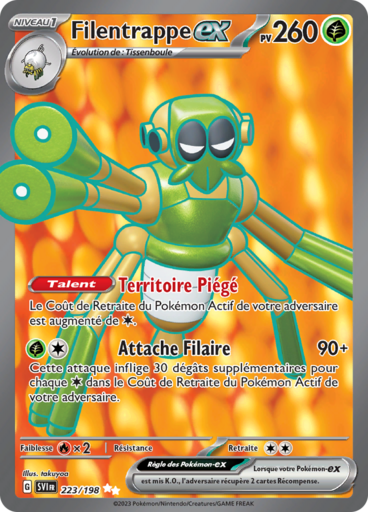 NIVEAU 1
Filentrappe ex PV 260
Évolution de : Tissenboule
Talent Territoire Piégé
Le Coût de Retraite du Pokémon Actif de votre adversaire
est augmenté de .
Attache Filaire 90+
Cette attaque inflige 30 dégâts supplémentaires pour
chaque dans le Coût de Retraite du Pokémon Actif de votre
adversaire.
Faiblesse ×2 Résistance Retraite
Règle des Pokémon-ex Lorsque votre Pokémon-ex
est mis K.O., l'adversaire récupère 2 cartes Récompense.
Illus. takuyoa
G SVI FR 223/198
©2023 Pokémon/Nintendo/Creatures/GAME FREAK